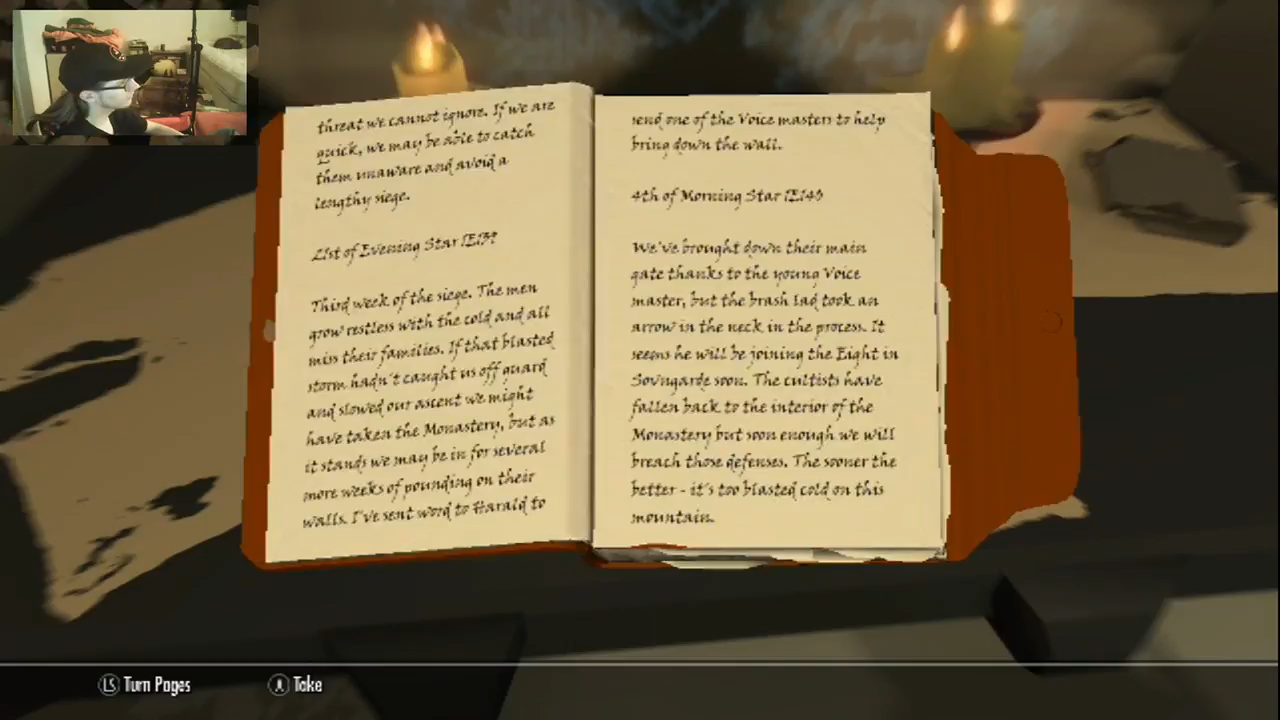 threat we cannot ignore. If we are
quick, we may be able to catch
them unaware and avoid a
lengthy siege.
21st of Evening Star 1E139
Third week of the siege. The men
grow restless with the cold and all
miss their families. If that blasted
storm hadn't caught us off guard
and slowed our ascent we might
have taken the Monastery, but as
it stands we may be in for several
more weeks of pounding on their
walls. I've sent word to Harald to
send one of the Voice masters to help
bring down the wall.
4th of Morning Star 1E140
We've brought down their main
gate thanks to the young Voice
master, but the brash lad took an
arrow in the neck in the process. It
seems he will be joining the Eight in
Sovngarde soon. The cultists have
fallen back to the interior of the
Monastery but soon enough we will
breach those defenses. The sooner the
better - it's too blasted cold on this
mountain.
LS Turn Pages
A Take